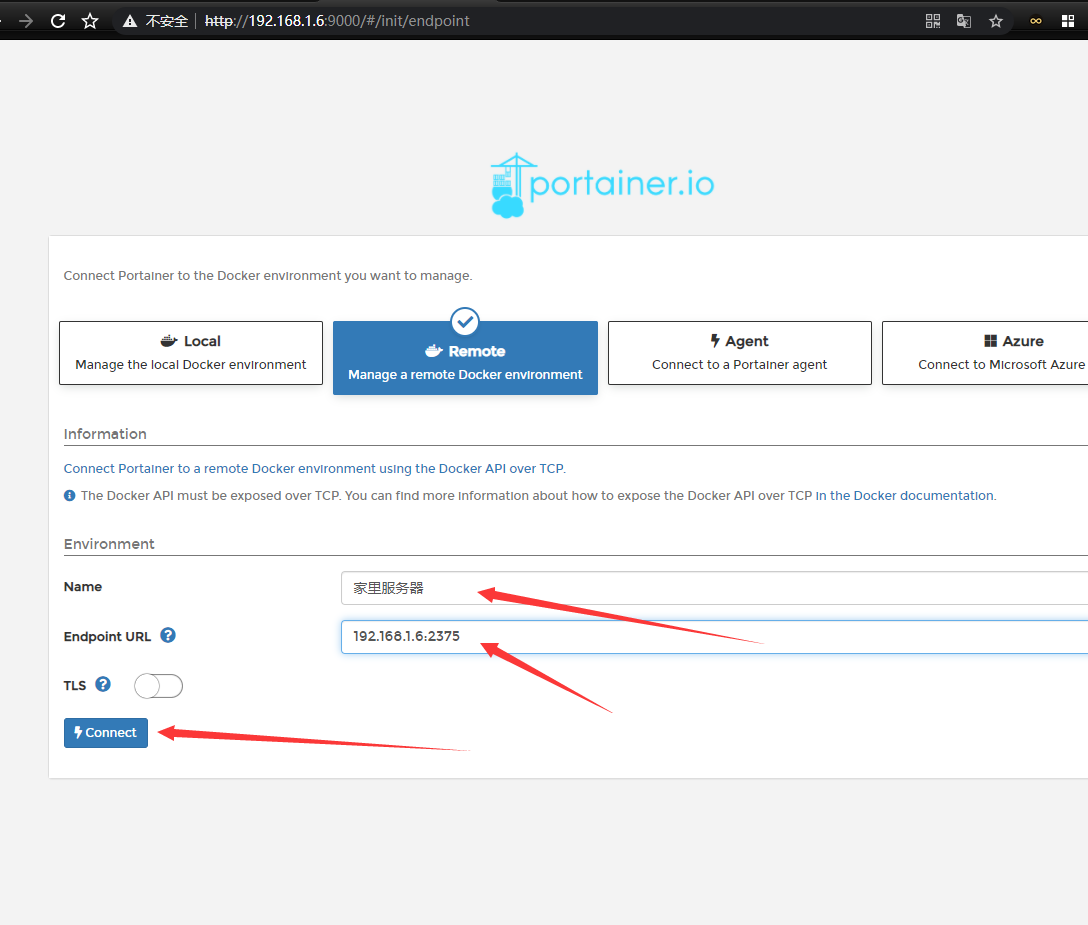 不安全 http://192.168.1.6:9000/#/init/endpoint
portainer.io
Connect Portainer to the Docker environment you want to manage.
Local
Manage the local Docker environment
Remote
Manage a remote Docker environment
Agent
Connect to a Portainer agent
Azure
Connect to Microsoft Azure
Information
Connect Portainer to a remote Docker environment using the Docker API over TCP.
The Docker API must be exposed over TCP. You can find more information about how to expose the Docker API over TCP in the Docker documentation.
Environment
Name
家里服务器
Endpoint URL
192.168.1.6:2375
TLS
Connect